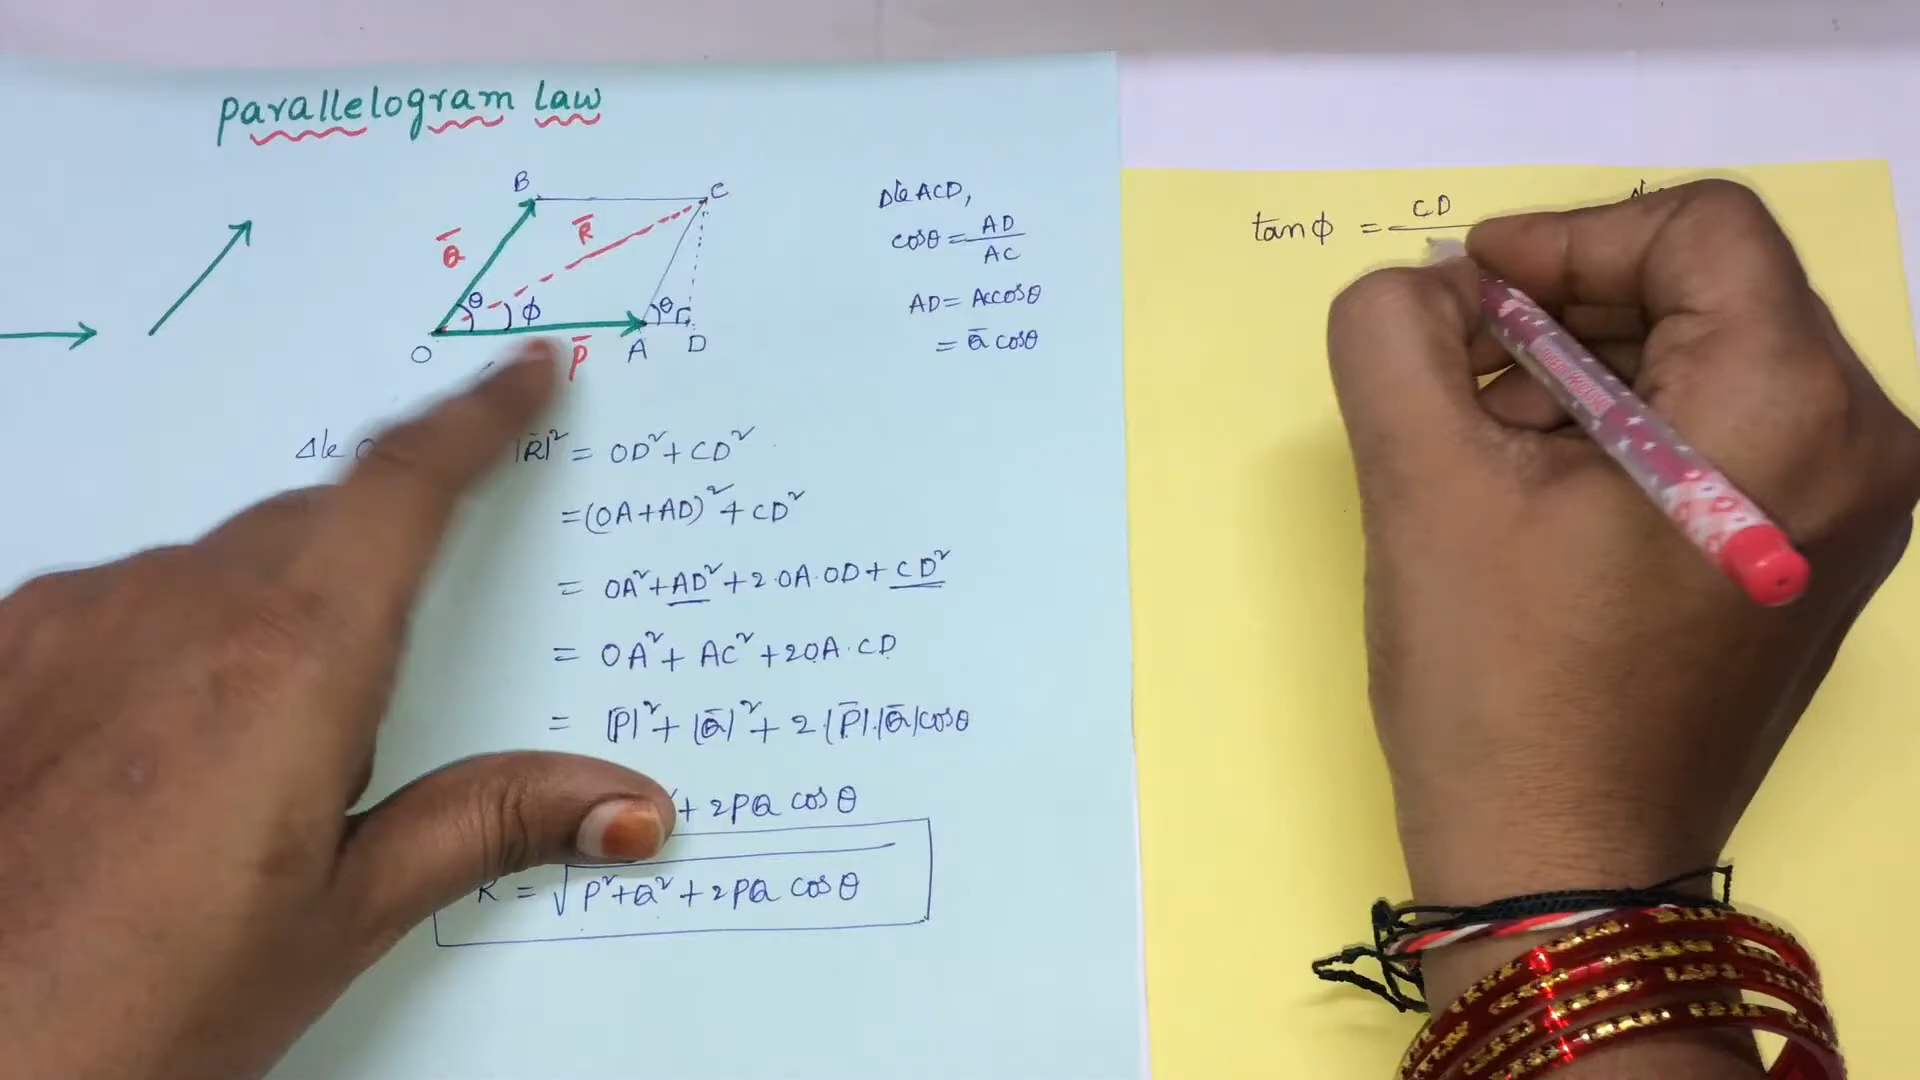 parallelogram law
B
C
Q̄
R̄
θ
ϕ
θ
O
P̄
A
D
Δle ACD,
cosθ = AD / AC
AD = ACcosθ
= Q̄ cosθ
Δle
|R̄|² = OD² + CD²
= (OA+AD)² + CD²
= OA² + AD² + 2·OA·OD + CD²
= OA² + AC² + 2OA·CD
= |P̄|² + |Q̄|² + 2·|P̄|·|Q̄|cosθ
+ 2PQ cosθ
R = √P²+Q²+2PQ cosθ
tanϕ = CD